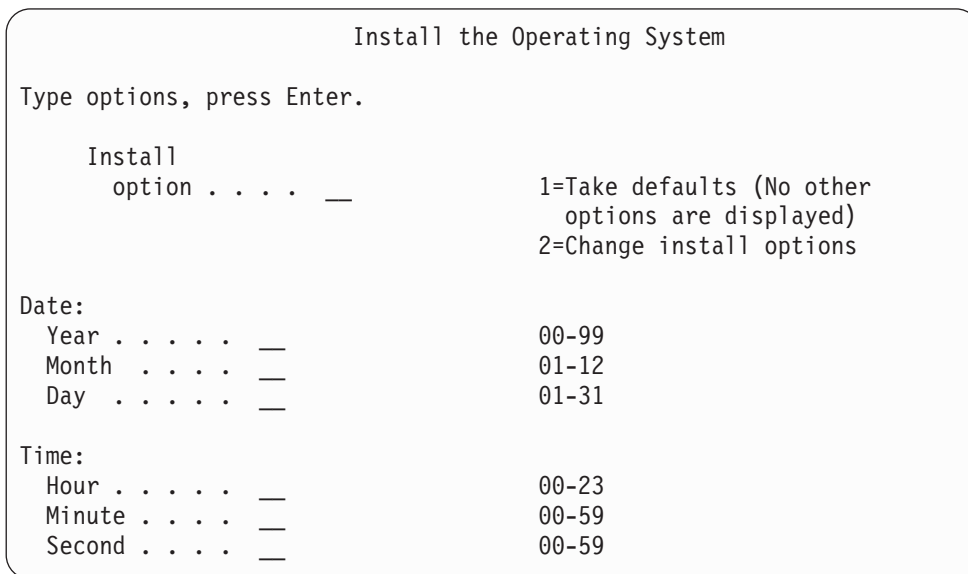 Install the Operating System
Type options, press Enter.
Install
option . . . . __ 1=Take defaults (No other
options are displayed)
2=Change install options
Date:
Year . . . . . __ 00-99
Month . . . . __ 01-12
Day . . . . . __ 01-31
Time:
Hour . . . . . __ 00-23
Minute . . . . __ 00-59
Second . . . . __ 00-59